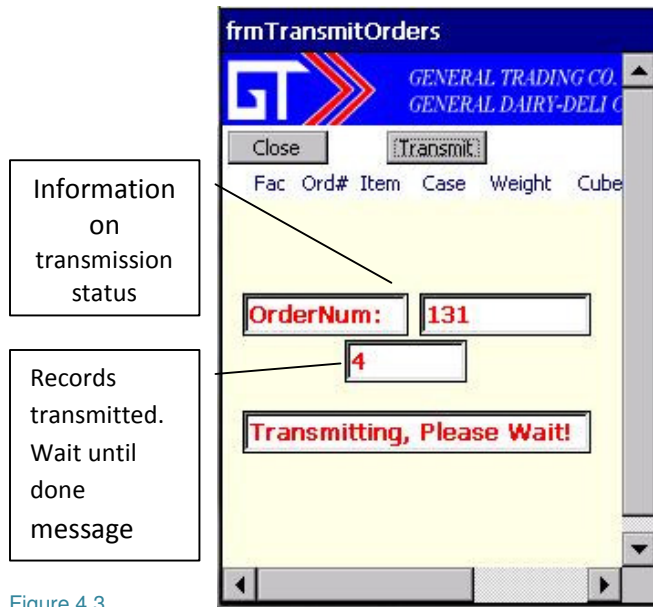 frmTransmitOrders
GT
GENERAL TRADING CO.
GENERAL DAIRY-DELI C
Close Transmit
Fac Ord# Item Case Weight Cube
Information
on
transmission
status
OrderNum: 131
4
Records
transmitted.
Wait until
done
message
Transmitting, Please Wait!
Figure 4.3